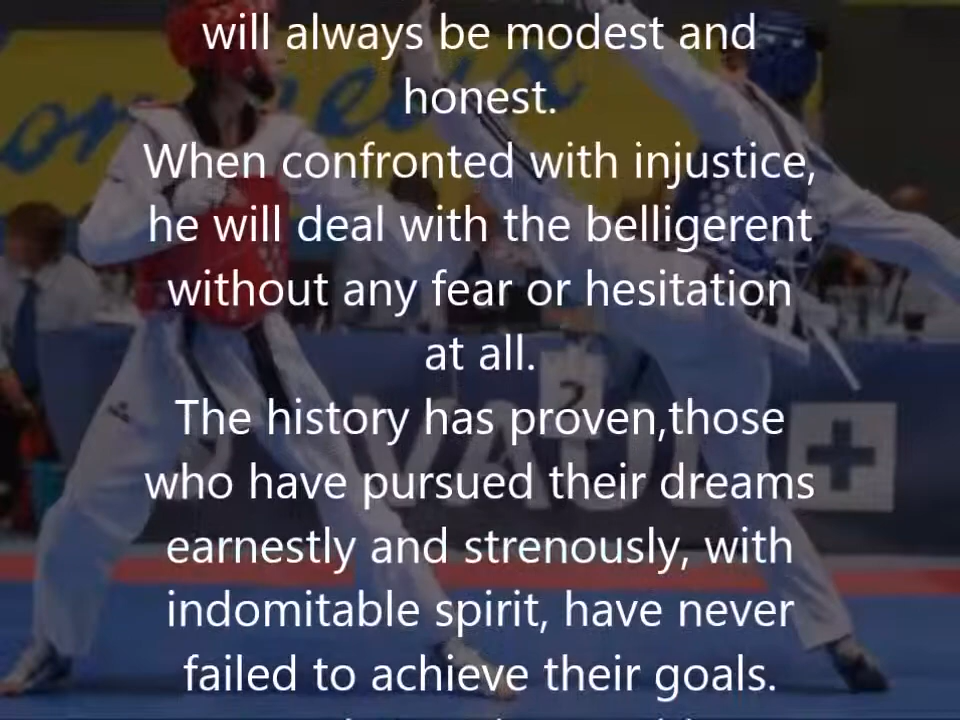 will always be modest and
honest.
When confronted with injustice,
he will deal with the belligerent
without any fear or hesitation
at all.
The history has proven,those
who have pursued their dreams
earnestly and strenously, with
indomitable spirit, have never
failed to achieve their goals.
2
VAUD